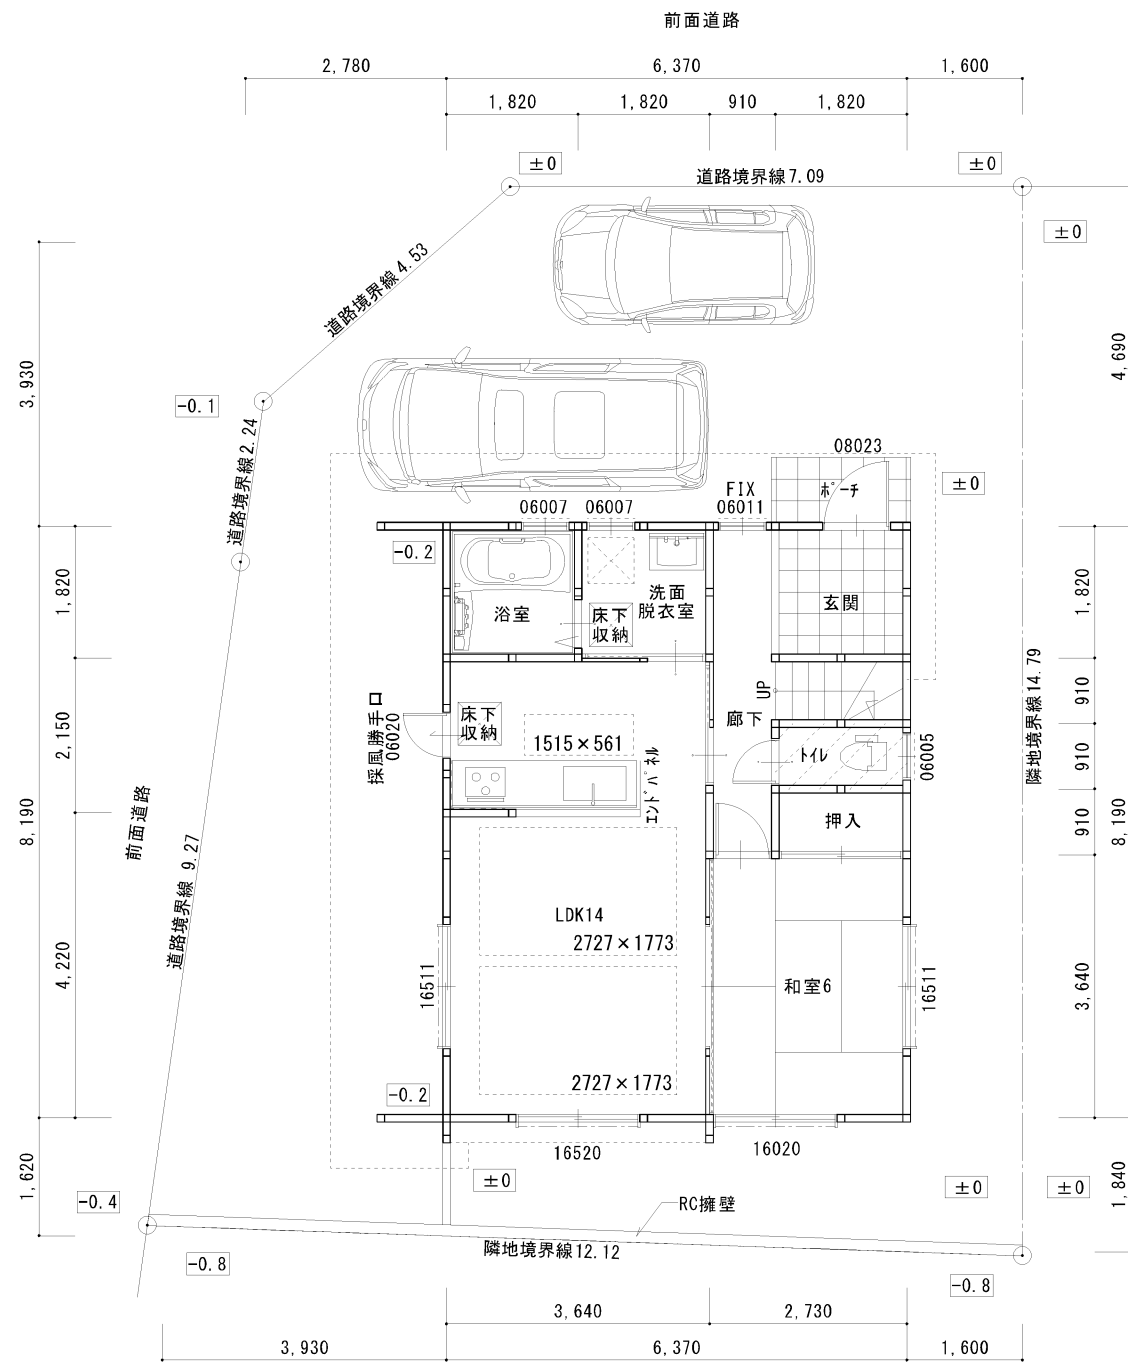 前面道路
2,780
6,370
1,600
1,820
1,820
910
1,820
±0
±0
道路境界線7.09
±0
道路境界線4.53
3,930
4,690
-0.1
道路境界線2.24
08023
±0
FIX
ポーチ
06007
06007
06011
-0.2
1,820
浴室
床下
収納
洗面
脱衣室
玄関
1,820
採風勝手口
06020
床下
収納
1515×561
UP
廊下
トイレ
06005
910
910
910
隣地境界線14.79
2,150
エンドパネル
押入
8,190
8,190
前面道路
道路境界線 9.27
LDK14
2727×1773
4,220
16511
和室6
16511
3,640
2727×1773
-0.2
16520
16020
1,620
±0
±0
±0
1,840
-0.4
RC擁壁
隣地境界線12.12
-0.8
-0.8
3,640
2,730
3,930
6,370
1,600